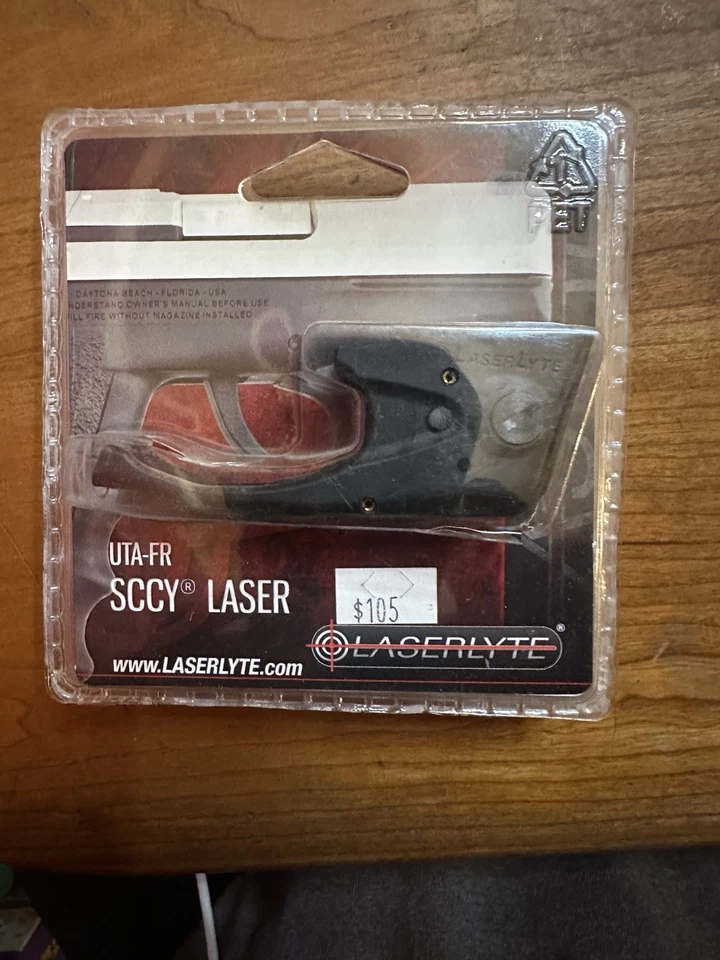 PET
DAYTONA BEACH - FLORIDA - USA
UNDERSTAND OWNER'S MANUAL BEFORE USE
ILL FIRE WITHOUT MAGAZINE INSTALLED
LASERLYTE
UTA-FR
SCCY® LASER
$105
LASERLYTE®
www.LASERLYTE.com